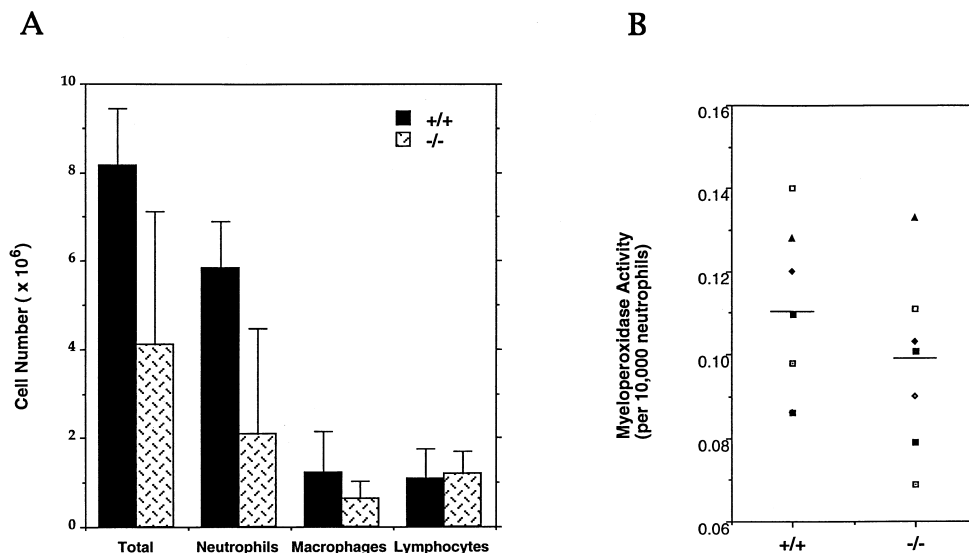 A
B
10
8
6
4
2
0
Cell Number ( x 10⁶)
+/+
-/-
Total Neutrophils Macrophages Lymphocytes
0.16
0.14
0.12
0.10
0.08
0.06
Myeloperoxidase Activity
(per 10,000 neutrophils)
+/+ -/-